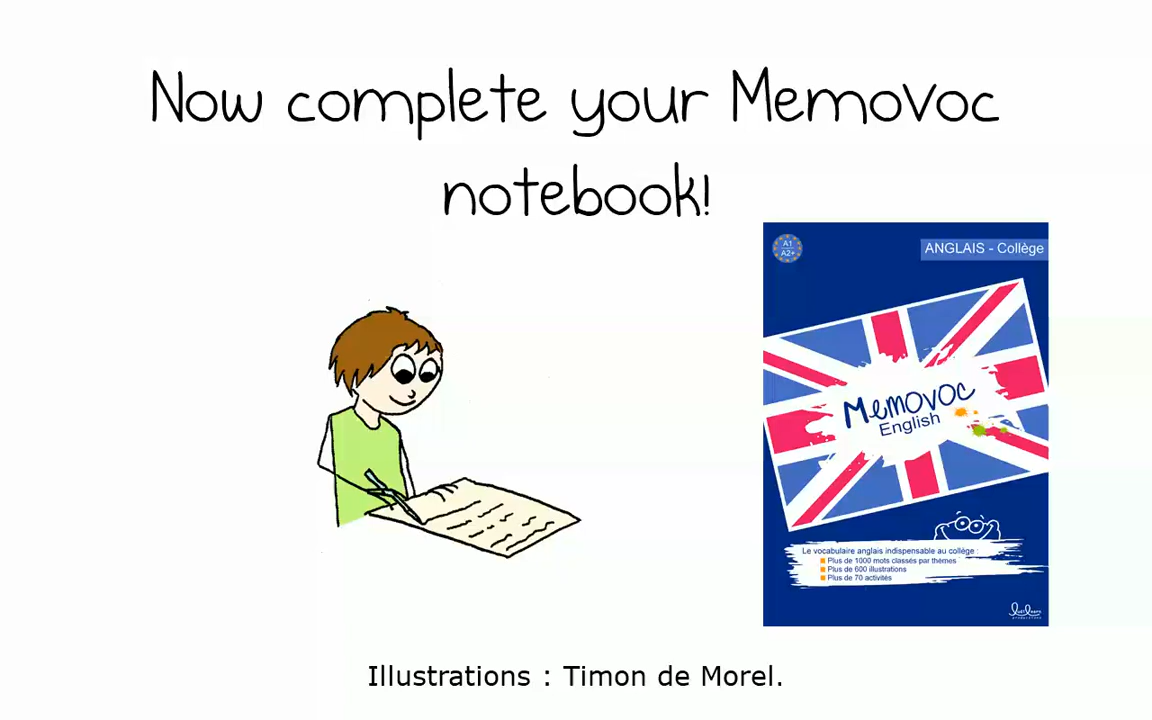 Now complete your Memovoc
notebook!
A1
A2+
ANGLAIS - Collège
Memovoc
English
Le vocabulaire anglais indispensable au collège :
Plus de 1000 mots classés par thèmes
Plus de 600 illustrations
Plus de 70 activités
Illustrations : Timon de Morel.